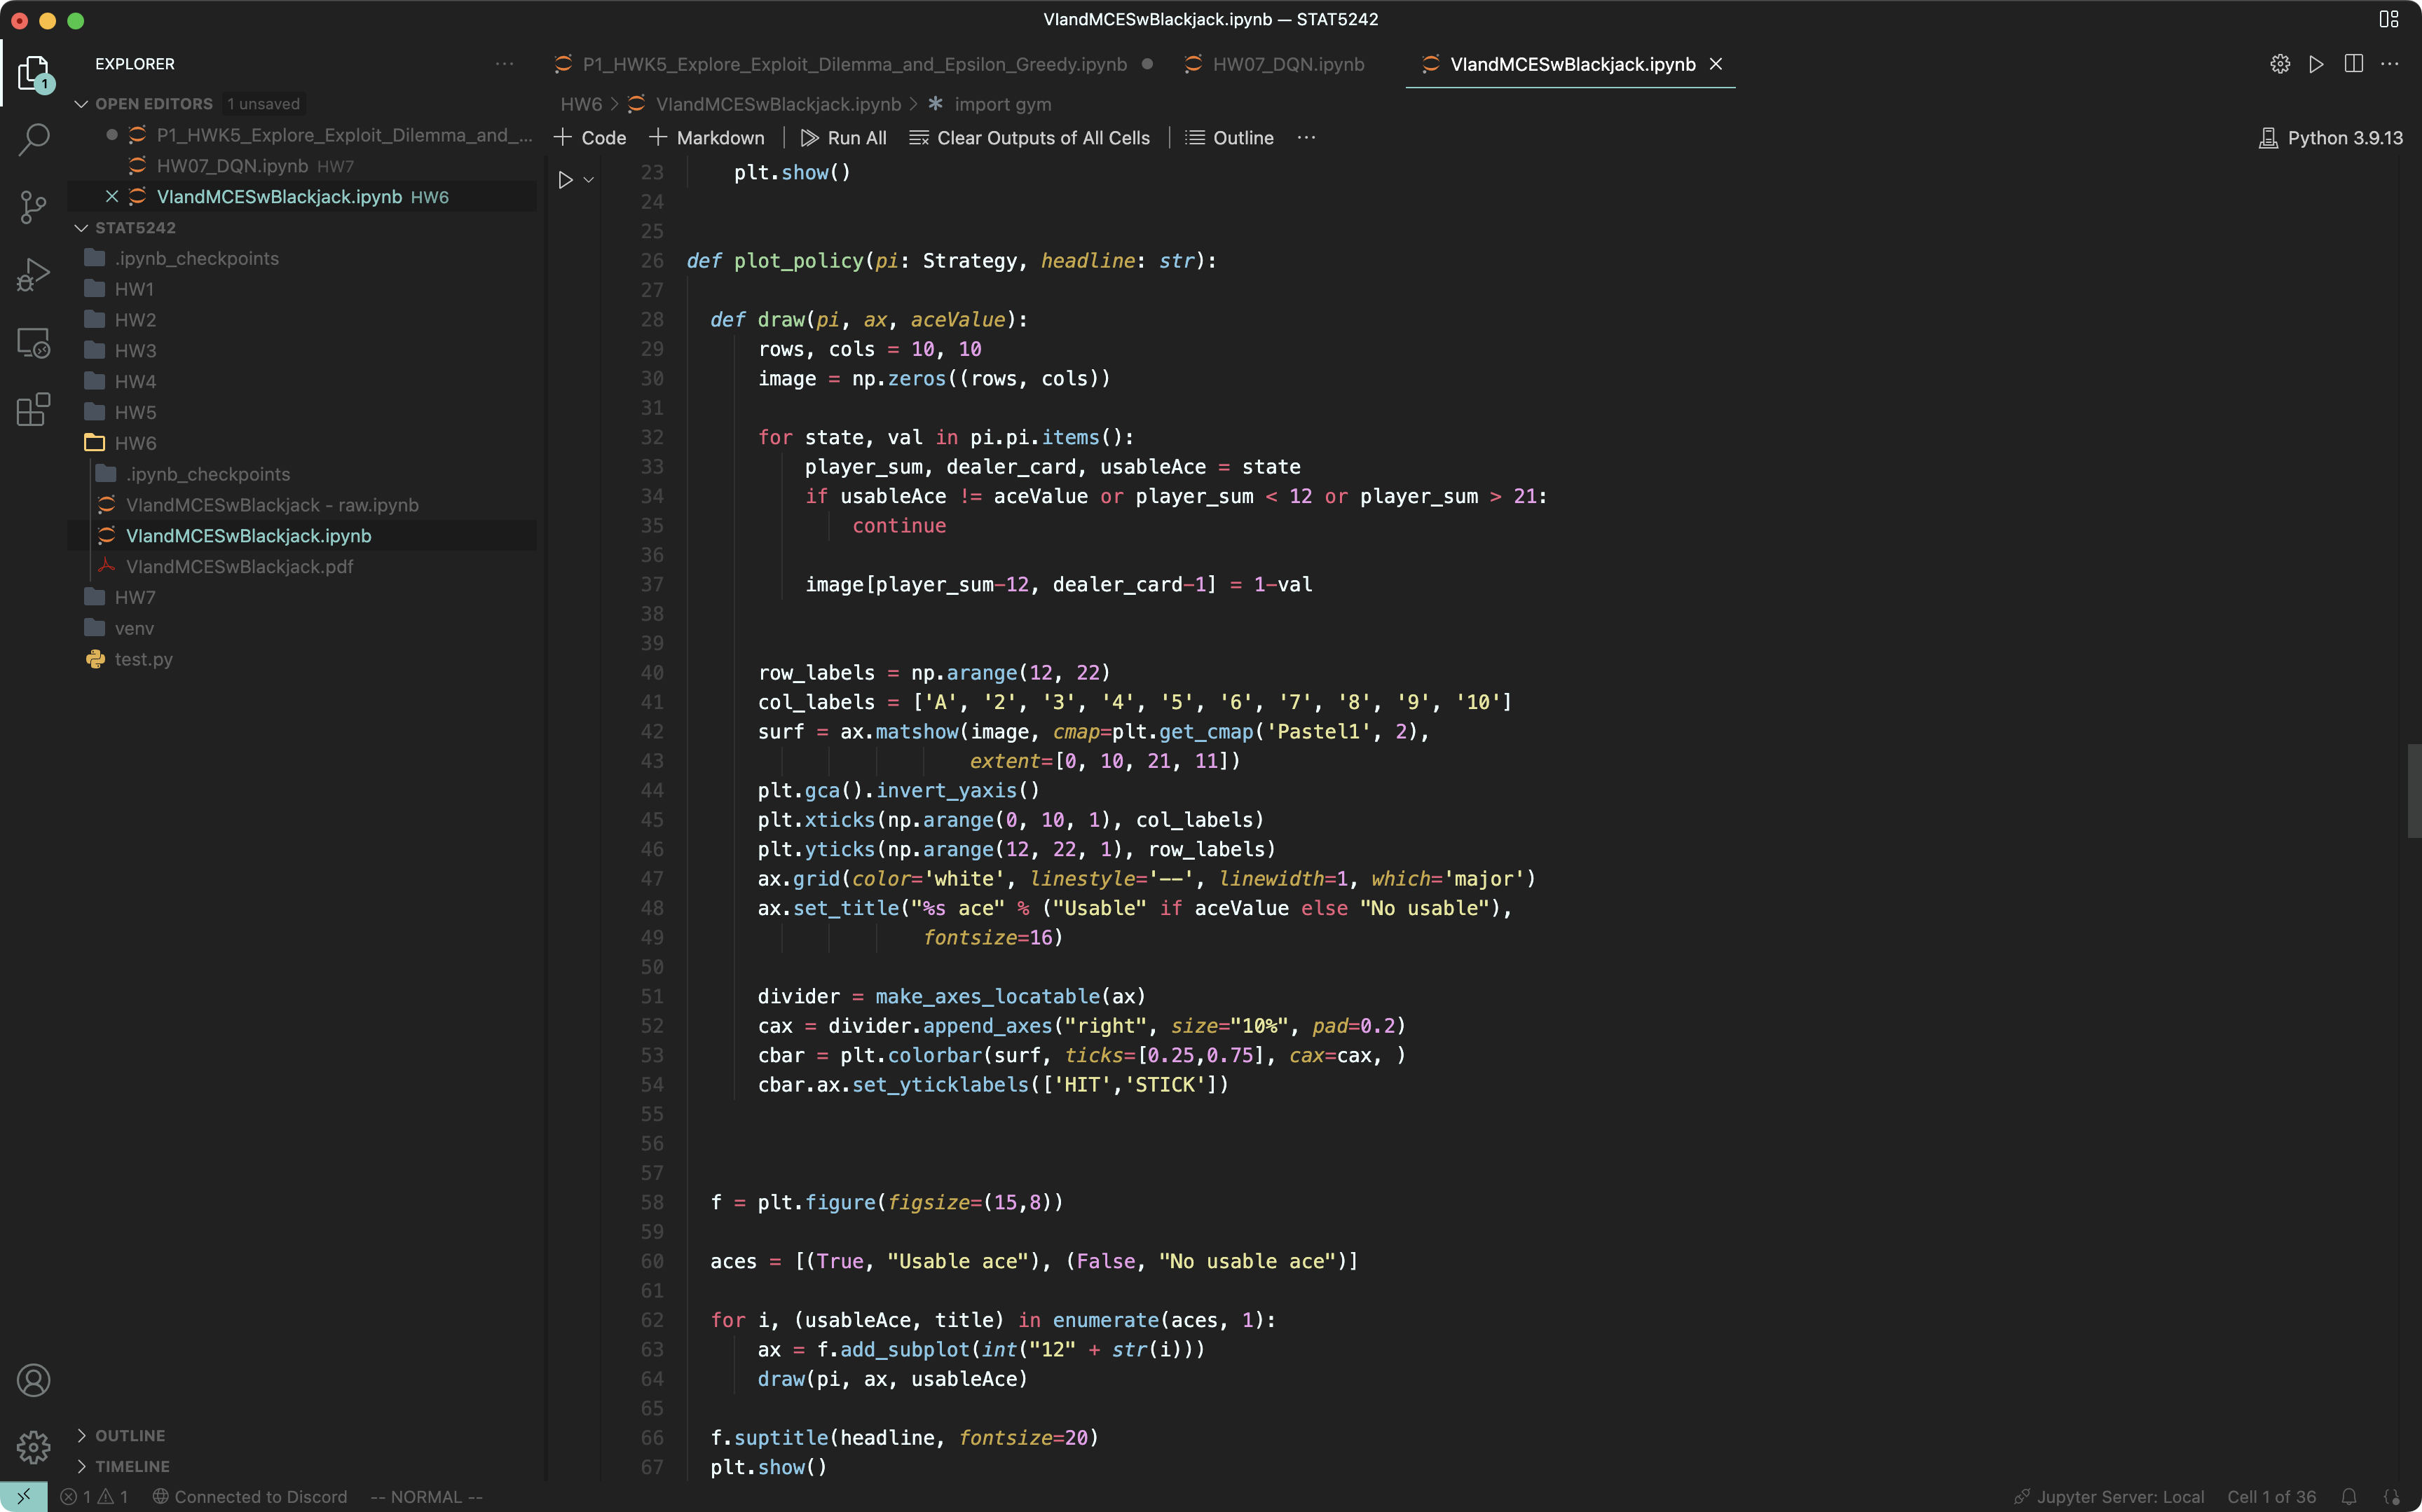 VIandMCESwBlackjack.ipynb — STAT5242
EXPLORER
P1_HWK5_Explore_Exploit_Dilemma_and_Epsilon_Greedy.ipynb
HW07_DQN.ipynb
VIandMCESwBlackjack.ipynb
1
OPEN EDITORS 1 unsaved
HW6 > VIandMCESwBlackjack.ipynb > import gym
P1_HWK5_Explore_Exploit_Dilemma_and_...
+ Code + Markdown Run All Clear Outputs of All Cells Outline ...
Python 3.9.13
HW07_DQN.ipynb HW7
VIandMCESwBlackjack.ipynb HW6
STAT5242
.ipynb_checkpoints
HW1
HW2
HW3
HW4
HW5
HW6
.ipynb_checkpoints
VIandMCESwBlackjack - raw.ipynb
VIandMCESwBlackjack.ipynb
VIandMCESwBlackjack.pdf
HW7
venv
test.py
OUTLINE
TIMELINE
23 plt.show()
24
25
26 def plot_policy(pi: Strategy, headline: str):
27
28 def draw(pi, ax, aceValue):
29 rows, cols = 10, 10
30 image = np.zeros((rows, cols))
31
32 for state, val in pi.pi.items():
33 player_sum, dealer_card, usableAce = state
34 if usableAce != aceValue or player_sum < 12 or player_sum > 21:
35 continue
36
37 image[player_sum-12, dealer_card-1] = 1-val
38
39
40 row_labels = np.arange(12, 22)
41 col_labels = ['A', '2', '3', '4', '5', '6', '7', '8', '9', '10']
42 surf = ax.matshow(image, cmap=plt.get_cmap('Pastel1', 2),
43 extent=[0, 10, 21, 11])
44 plt.gca().invert_yaxis()
45 plt.xticks(np.arange(0, 10, 1), col_labels)
46 plt.yticks(np.arange(12, 22, 1), row_labels)
47 ax.grid(color='white', linestyle='--', linewidth=1, which='major')
48 ax.set_title("%s ace" % ("Usable" if aceValue else "No usable"),
49 fontsize=16)
50
51 divider = make_axes_locatable(ax)
52 cax = divider.append_axes("right", size="10%", pad=0.2)
53 cbar = plt.colorbar(surf, ticks=[0.25,0.75], cax=cax, )
54 cbar.ax.set_yticklabels(['HIT','STICK'])
55
56
57
58 f = plt.figure(figsize=(15,8))
59
60 aces = [(True, "Usable ace"), (False, "No usable ace")]
61
62 for i, (usableAce, title) in enumerate(aces, 1):
63 ax = f.add_subplot(int("12" + str(i)))
64 draw(pi, ax, usableAce)
65
66 f.suptitle(headline, fontsize=20)
67 plt.show()
1 1 Connected to Discord -- NORMAL --
Jupyter Server: Local Cell 1 of 36